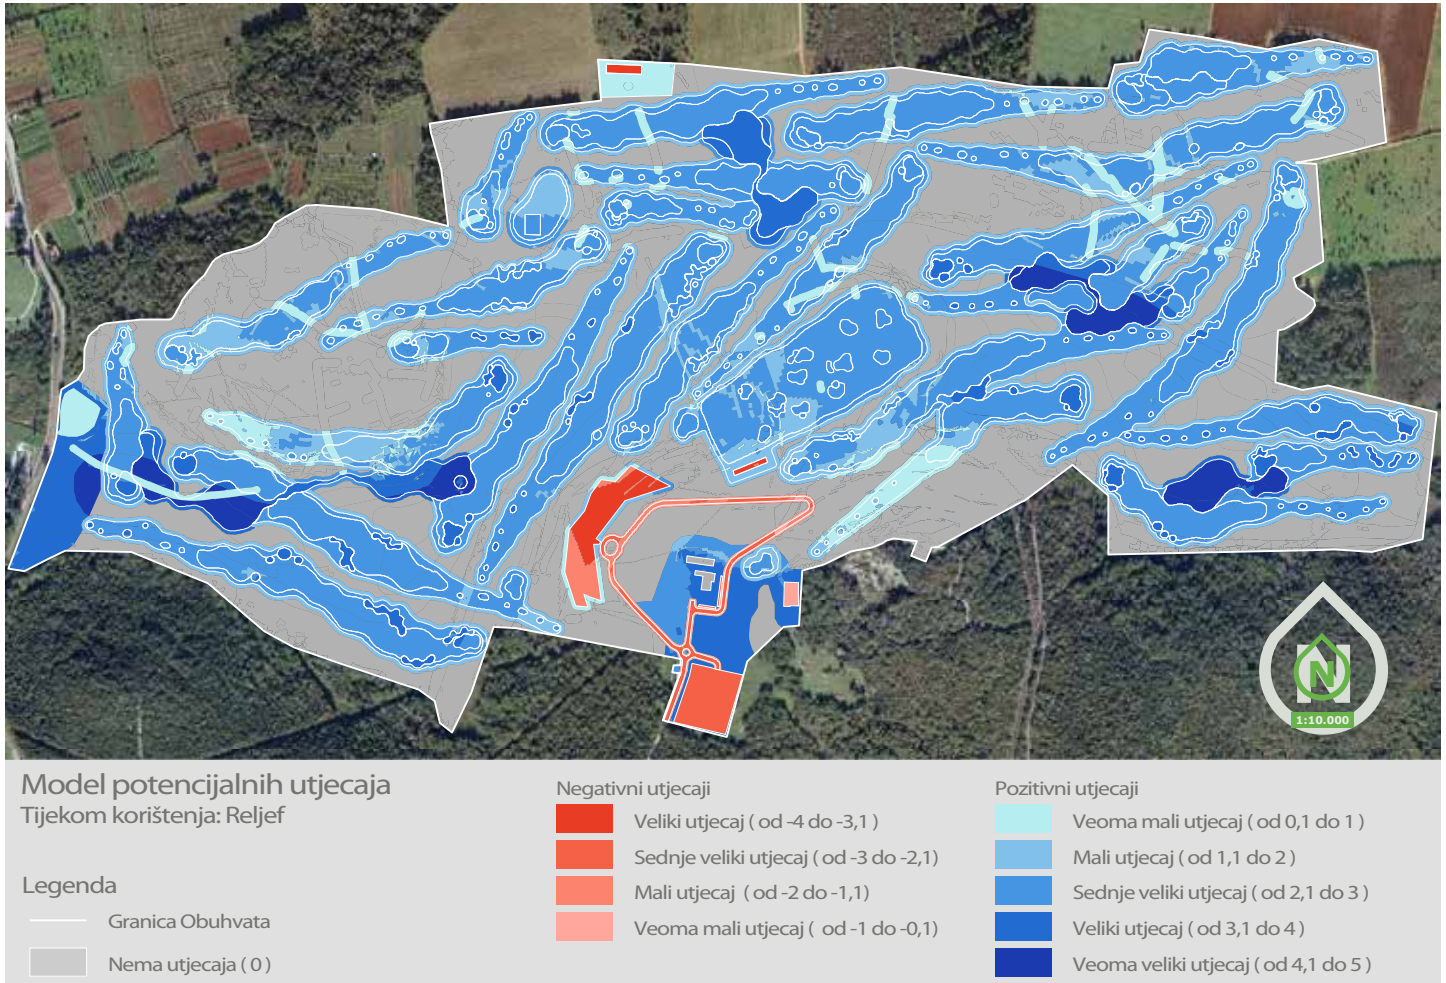 N
1:10.000
Model potencijalnih utjecaja
Tijekom korištenja: Reljef
Legenda
Granica Obuhvata
Nema utjecaja ( 0 )
Negativni utjecaji
Veliki utjecaj ( od -4 do -3,1 )
Sednje veliki utjecaj ( od -3 do -2,1)
Mali utjecaj ( od -2 do -1,1)
Veoma mali utjecaj ( od -1 do -0,1)
Pozitivni utjecaji
Veoma mali utjecaj ( od 0,1 do 1 )
Mali utjecaj ( od 1,1 do 2 )
Sednje veliki utjecaj ( od 2,1 do 3 )
Veliki utjecaj ( od 3,1 do 4 )
Veoma veliki utjecaj ( od 4,1 do 5 )